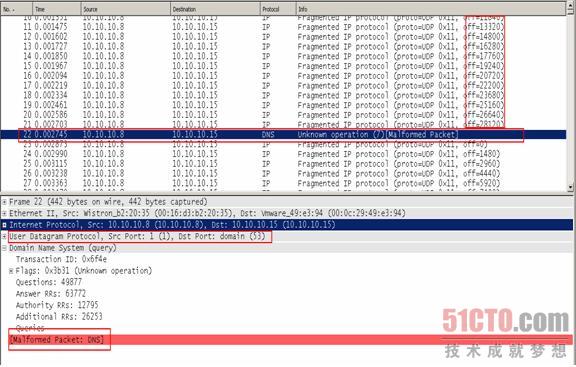 No. - Time Source Destination Protocol Info
10 0.001351 10.10.10.8 10.10.10.15 IP Fragmented IP protocol (proto=UDP 0x11, off=11840)
11 0.001475 10.10.10.8 10.10.10.15 IP Fragmented IP protocol (proto=UDP 0x11, off=13320)
12 0.001602 10.10.10.8 10.10.10.15 IP Fragmented IP protocol (proto=UDP 0x11, off=14800)
13 0.001727 10.10.10.8 10.10.10.15 IP Fragmented IP protocol (proto=UDP 0x11, off=16280)
14 0.001850 10.10.10.8 10.10.10.15 IP Fragmented IP protocol (proto=UDP 0x11, off=17760)
15 0.001967 10.10.10.8 10.10.10.15 IP Fragmented IP protocol (proto=UDP 0x11, off=19240)
16 0.002094 10.10.10.8 10.10.10.15 IP Fragmented IP protocol (proto=UDP 0x11, off=20720)
17 0.002219 10.10.10.8 10.10.10.15 IP Fragmented IP protocol (proto=UDP 0x11, off=22200)
18 0.002334 10.10.10.8 10.10.10.15 IP Fragmented IP protocol (proto=UDP 0x11, off=23680)
19 0.002461 10.10.10.8 10.10.10.15 IP Fragmented IP protocol (proto=UDP 0x11, off=25160)
20 0.002586 10.10.10.8 10.10.10.15 IP Fragmented IP protocol (proto=UDP 0x11, off=26640)
21 0.002703 10.10.10.8 10.10.10.15 IP Fragmented IP protocol (proto=UDP 0x11, off=28120)
22 0.002745 10.10.10.8 10.10.10.15 DNS Unknown operation (7)[Malformed Packet]
23 0.002873 10.10.10.8 10.10.10.15 IP Fragmented IP protocol (proto=UDP 0x11, off=0)
24 0.002990 10.10.10.8 10.10.10.15 IP Fragmented IP protocol (proto=UDP 0x11, off=1480)
25 0.003115 10.10.10.8 10.10.10.15 IP Fragmented IP protocol (proto=UDP 0x11, off=2960)
26 0.003238 10.10.10.8 10.10.10.15 IP Fragmented IP protocol (proto=UDP 0x11, off=4440)
27 0.003363 10.10.10.8 10.10.10.15 IP Fragmented IP protocol (proto=UDP 0x11, off=5920)
Frame 22 (442 bytes on wire, 442 bytes captured)
Ethernet II, Src: Wistron_b2:20:35 (00:16:d3:b2:20:35), Dst: Vmware_49:e3:94 (00:0c:29:49:e3:94)
Internet Protocol, Src: 10.10.10.8 (10.10.10.8), Dst: 10.10.10.15 (10.10.10.15)
User Datagram Protocol, Src Port: 1 (1), Dst Port: domain (53)
Domain Name System (query)
Transaction ID: 0x6f4e
Flags: 0x3b31 (Unknown operation)
Questions: 49877
Answer RRs: 63772
Authority RRs: 12795
Additional RRs: 26253
Queries
[Malformed Packet: DNS]
51CTO.com
技术成就梦想